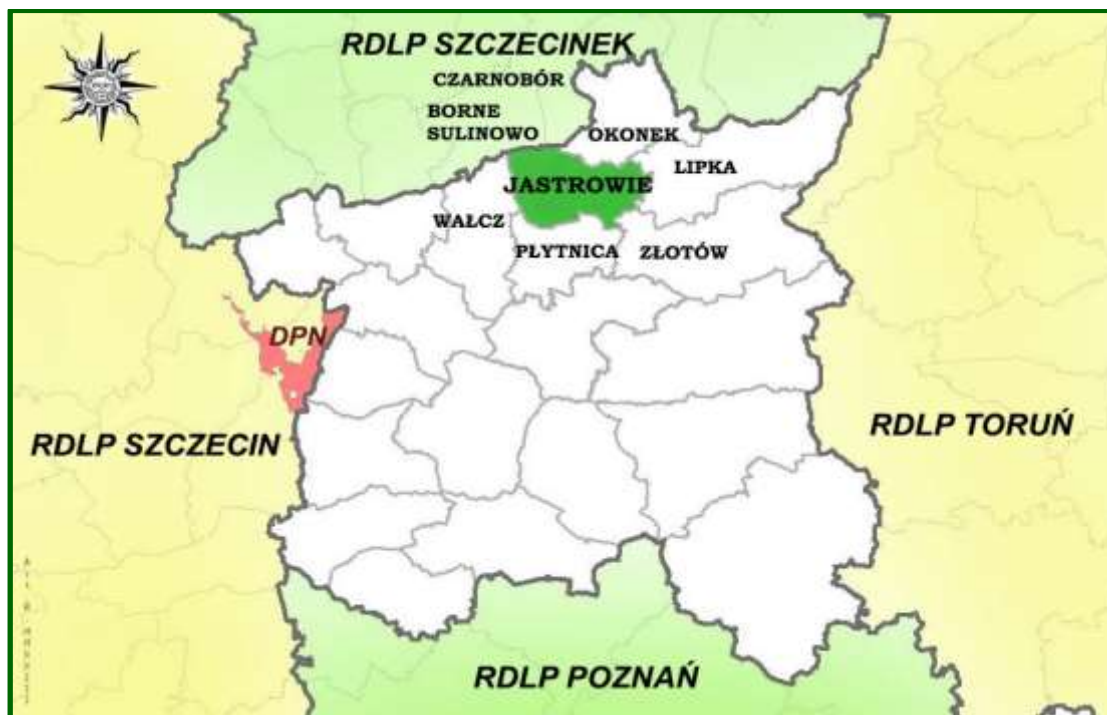 RDLP SZCZECINEK
CZARNOBÓR
BORNE
SULINOWO
OKONEK
LIPKA
JASTROWIE
WAŁCZ
PŁYTNICA
ZŁOTÓW
DPN
RDLP SZCZECIN
RDLP TORUŃ
RDLP POZNAŃ